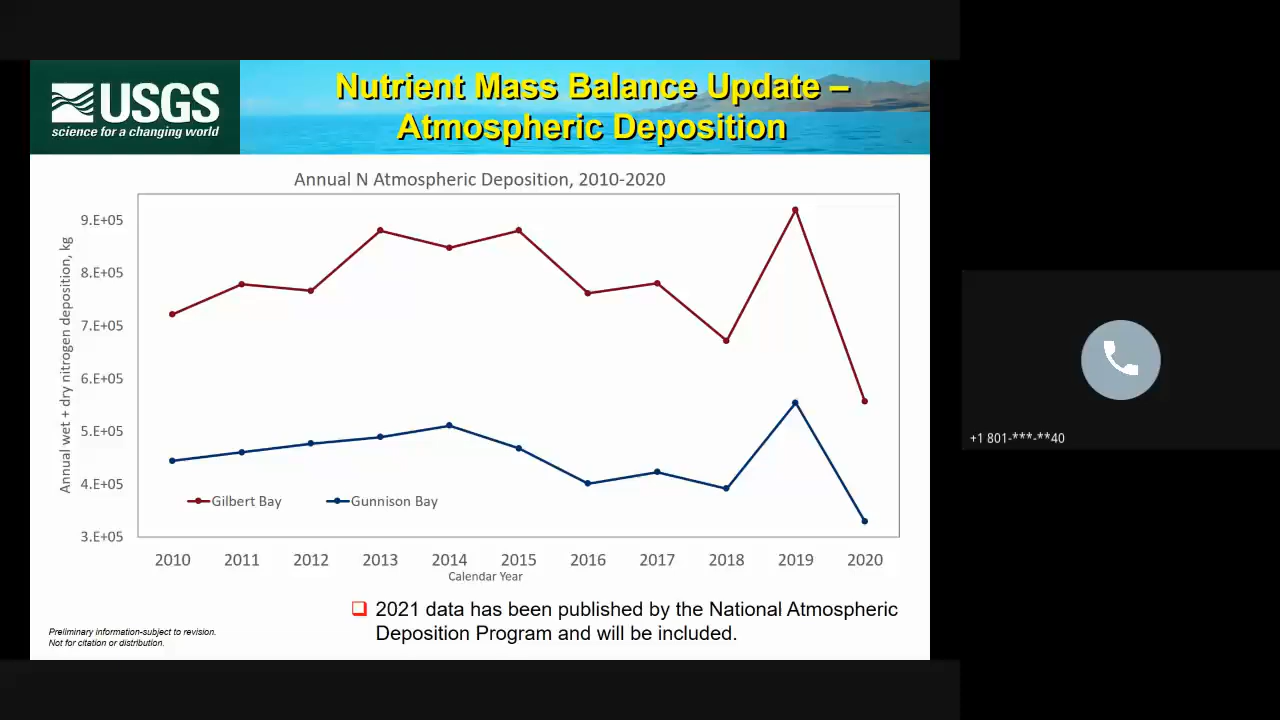 USGS
science for a changing world
Nutrient Mass Balance Update –
Atmospheric Deposition
Annual N Atmospheric Deposition, 2010-2020
Annual wet + dry nitrogen deposition, kg
9.E+05
8.E+05
7.E+05
6.E+05
5.E+05
4.E+05
3.E+05
Gilbert Bay Gunnison Bay
2010 2011 2012 2013 2014 2015 2016 2017 2018 2019 2020
Calendar Year
2021 data has been published by the National Atmospheric
Deposition Program and will be included.
Preliminary information-subject to revision.
Not for citation or distribution.
+1 801-***-**40